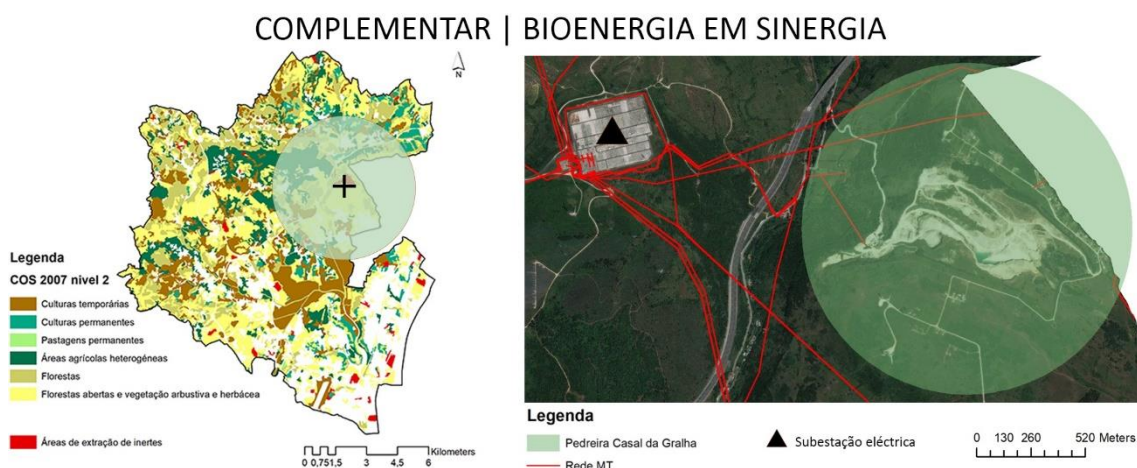 COMPLEMENTAR | BIOENERGIA EM SINERGIA
N
Legenda
COS 2007 nivel 2
Culturas temporárias
Culturas permanentes
Pastagens permanentes
Áreas agrícolas heterogéneas
Florestas
Florestas abertas e vegetação arbustiva e herbácea
Áreas de extração de inertes
Kilometers
0 0,75 1,5 3 4,5 6
Legenda
Pedreira Casal da Gralha
Subestação eléctrica
Rede MT
0 130 260 520 Meters